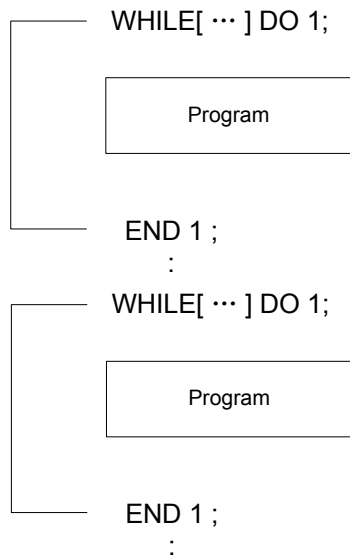 WHILE[ ··· ] DO 1;
Program
END 1 ;
:
WHILE[ ··· ] DO 1;
Program
END 1 ;
: